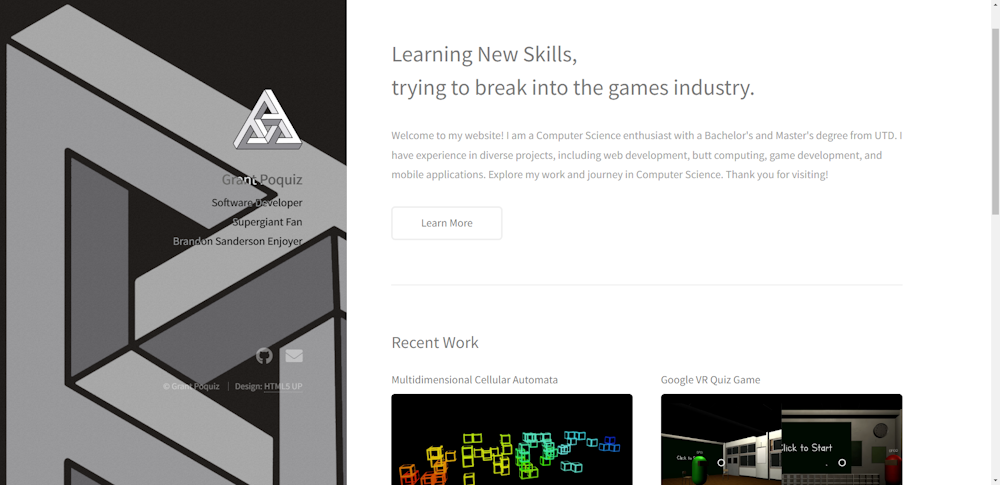 Grant Poquiz
Software Developer
Supergiant Fan
Brandon Sanderson Enjoyer
© Grant Poquiz
Design: HTML5 UP
Learning New Skills,
trying to break into the games industry.
Welcome to my website! I am a Computer Science enthusiast with a Bachelor's and Master's degree from UTD. I
have experience in diverse projects, including web development, butt computing, game development, and
mobile applications. Explore my work and journey in Computer Science. Thank you for visiting!
Learn More
Recent Work
Multidimensional Cellular Automata
Google VR Quiz Game
Click to
Click to Start